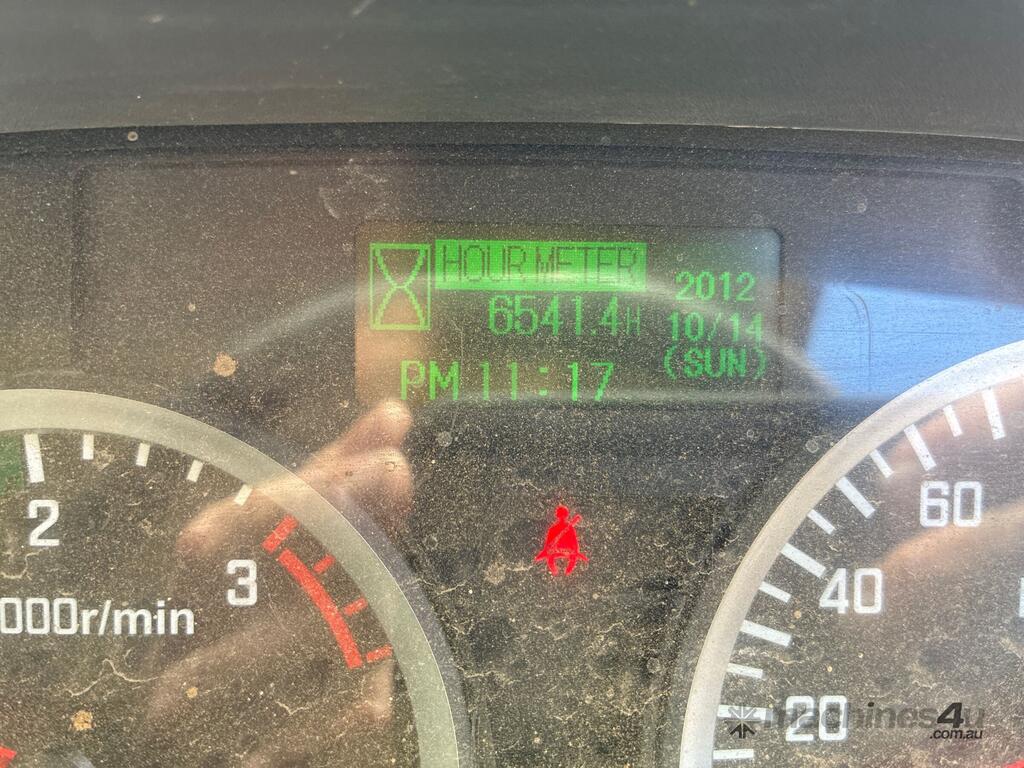 HOUR METER
6541.4H
2012
10/14
(SUN)
PM 11:17
2
3
000r/min
60
40
20
machines4u
.com.au